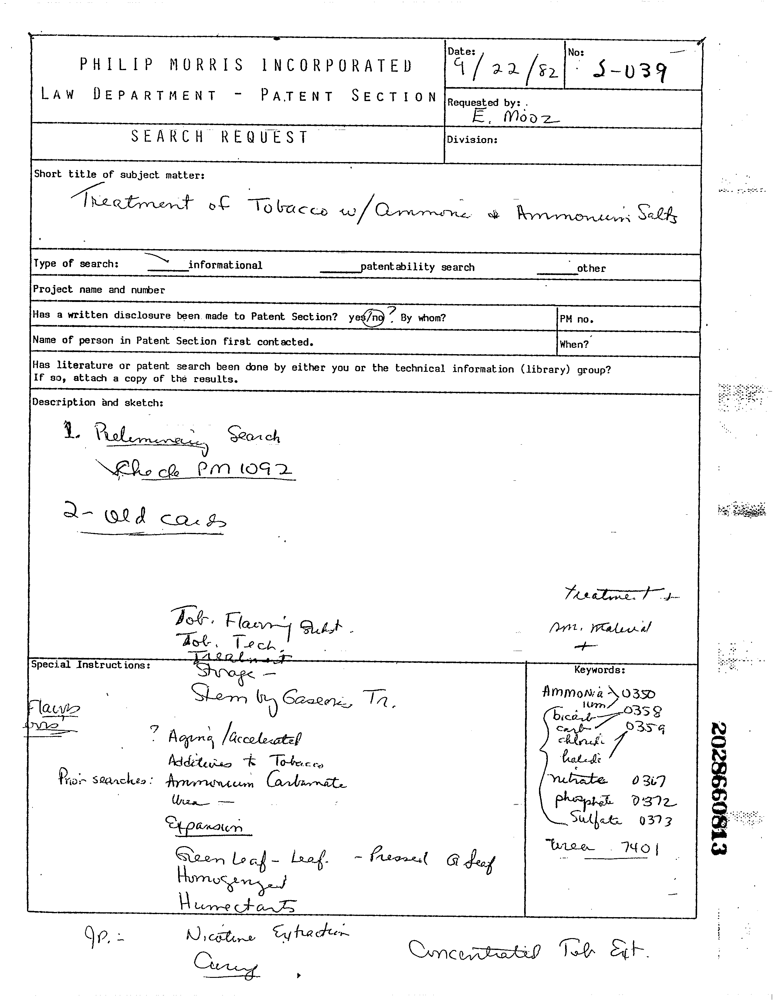 PHILIP MORRIS INCORPORATED
LAW DEPARTMENT - PATENT SECTION
SEARCH REQUEST
Date: 9/22/82
No: S-039
Requested by: E. Mooz
Division:
Short title of subject matter:
Treatment of Tobacco w/ Ammonia & Ammonium Salts
Type of search: informational patentability search other
Project name and number
Has a written disclosure been made to Patent Section? yes/no? By whom?
PM no.
Name of person in Patent Section first contacted.
When?
Has literature or patent search been done by either you or the technical information (library) group?
If so, attach a copy of the results.
Description and sketch:
1. Preliminary Search
Check PM 1092
2- Old cards
treatment +
Tob. Flavring Subst.
sm. material
+
Tob. Tech.
Treatment
Special Instructions:
Storage -
Stem by Gaseous Tr.
Flavors
? Aging/accelerated
Additives to Tobacco
Prior searches: Ammonium Carbamate
Urea -
Expansion
Green Leaf - Leaf. - Pressed Leaf
Homogenized
Humectants
Keywords:
Ammonia 0350
ium
bicarb 0358
carb 0359
chloride
halide
nitrate 0367
phosphate 0372
Sulfate 0373
Urea 7401
JP. - Nicotine Extraction
Curing
Concentrated Tob Ext.
2028660813